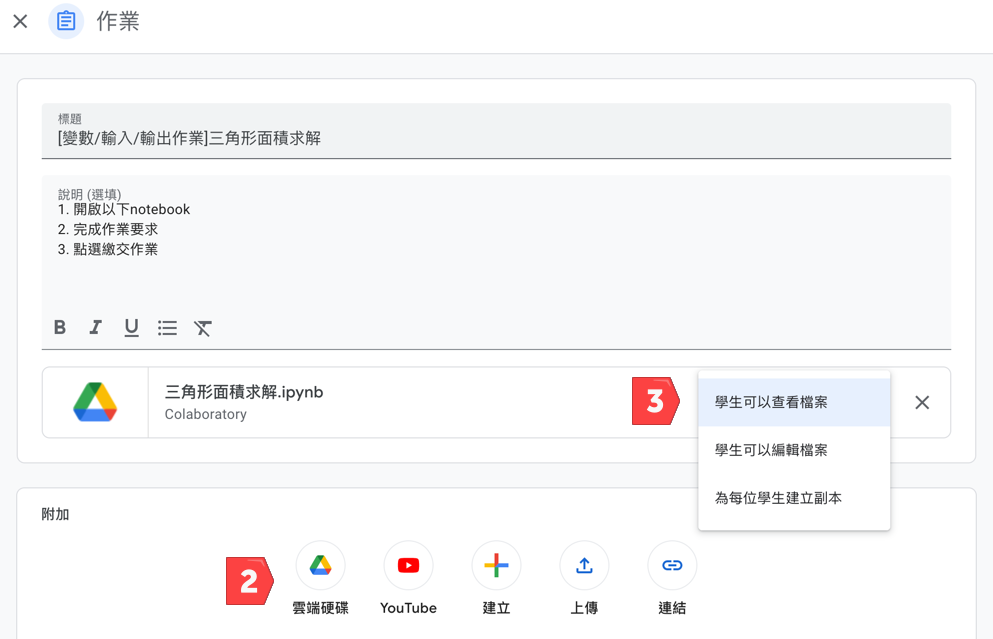 作業
標題
[變數/輸入/輸出作業]三角形面積求解
說明 (選填)
1. 開啟以下notebook
2. 完成作業要求
3. 點選繳交作業
B I U
三角形面積求解.ipynb
Colaboratory
3
學生可以查看檔案
學生可以編輯檔案
為每位學生建立副本
附加
2
雲端硬碟 YouTube 建立 上傳 連結